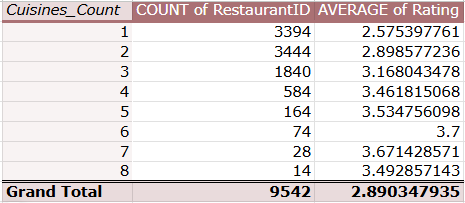 Cuisines_Count COUNT of RestaurantID AVERAGE of Rating
1 3394 2.575397761
2 3444 2.898577236
3 1840 3.168043478
4 584 3.461815068
5 164 3.534756098
6 74 3.7
7 28 3.671428571
8 14 3.492857143
Grand Total 9542 2.890347935